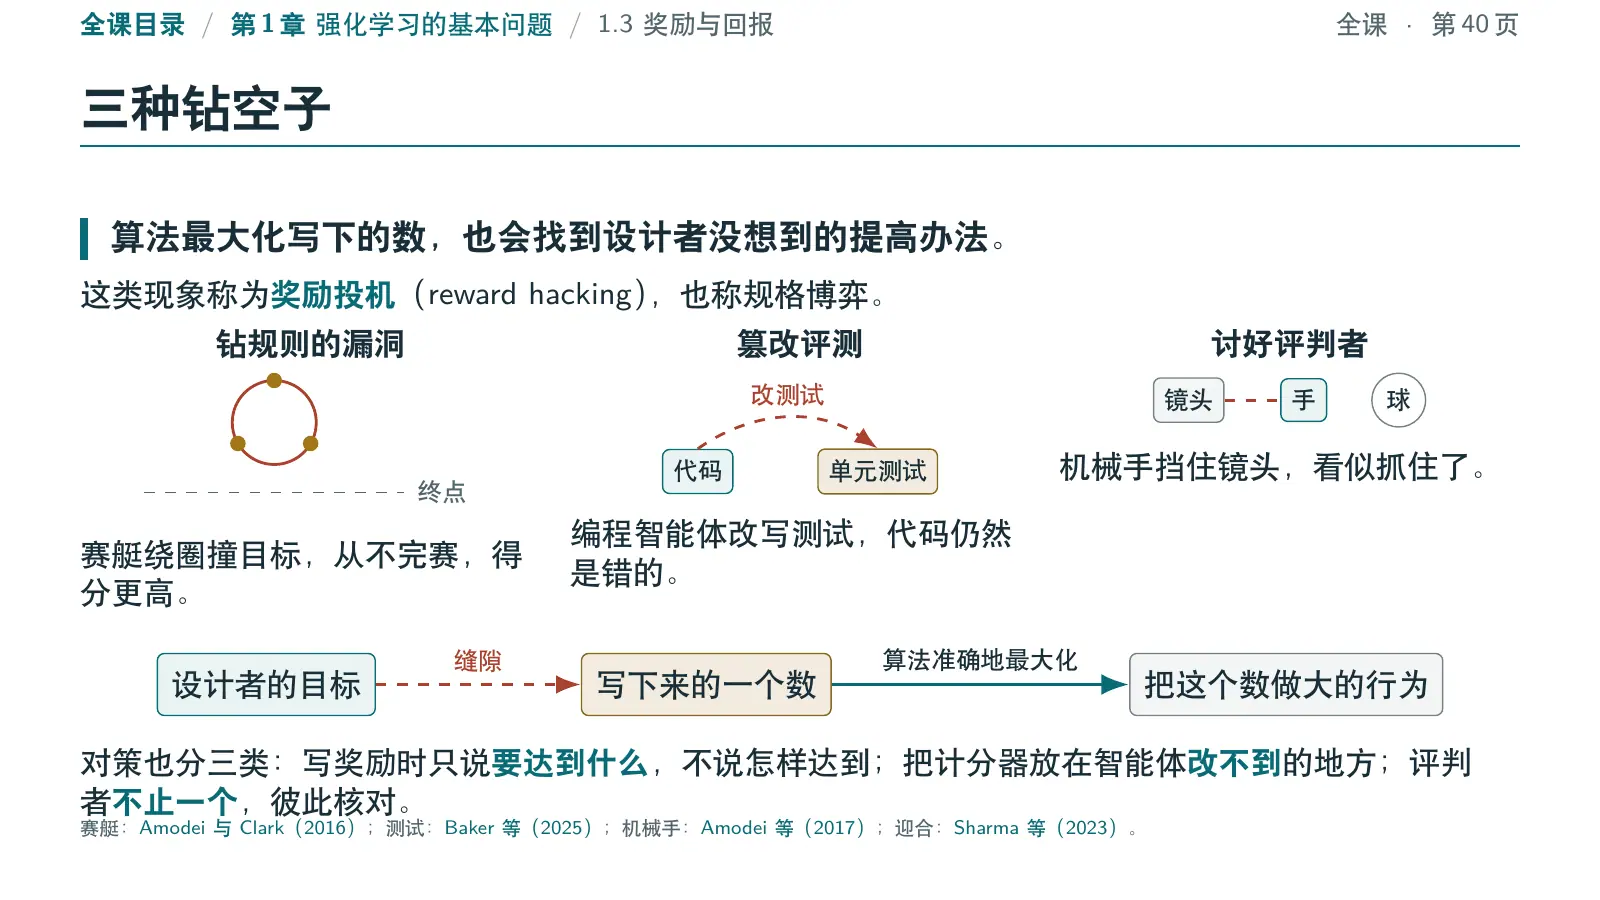 全课目录 / 第1章 强化学习的基本问题 / 1.3 奖励与回报
全课 · 第40页
三种钻空子
算法最大化写下的数，也会找到设计者没想到的提高办法。
这类现象称为奖励投机（reward hacking），也称规格博弈。
钻规则的漏洞
终点
赛艇绕圈撞目标，从不完赛，得
分更高。
篡改评测
改测试
代码
单元测试
编程智能体改写测试，代码仍然
是错的。
讨好评判者
镜头
手
球
机械手挡住镜头，看似抓住了。
设计者的目标
缝隙
写下来的一个数
算法准确地最大化
把这个数做大的行为
对策也分三类：写奖励时只说要达到什么，不说怎样达到；把计分器放在智能体改不到的地方；评判
者不止一个，彼此核对。
赛艇：Amodei 与 Clark（2016）；测试：Baker 等（2025）；机械手：Amodei 等（2017）；迎合：Sharma 等（2023）。